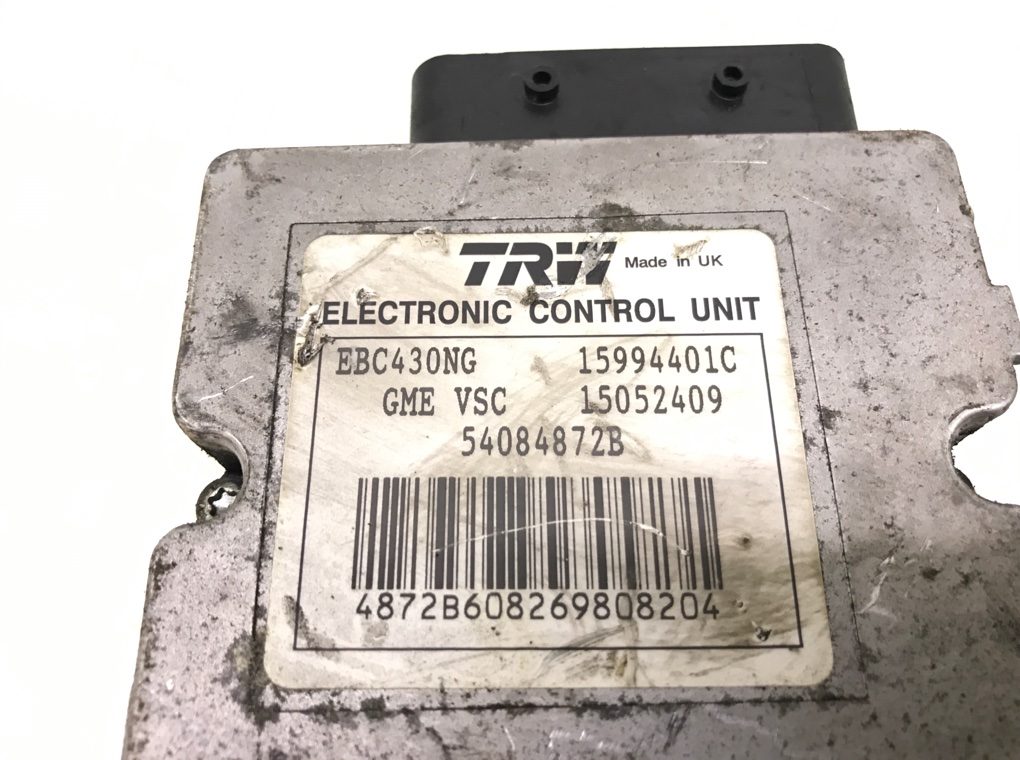 TRW Made in UK
ELECTRONIC CONTROL UNIT
EBC430NG 15994401C
GME VSC 15052409
54084872B
4872B608269808204